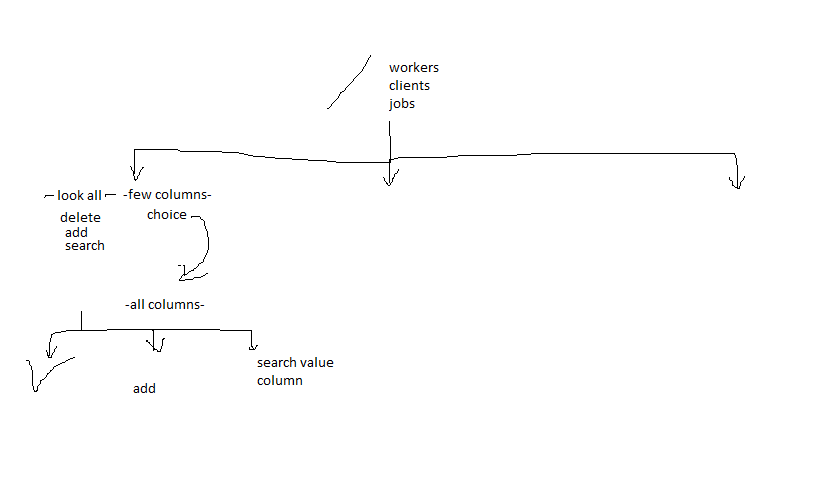 workers
clients
jobs
look all -few columns-
choice
delete
add
search
-all columns-
search value
column
add